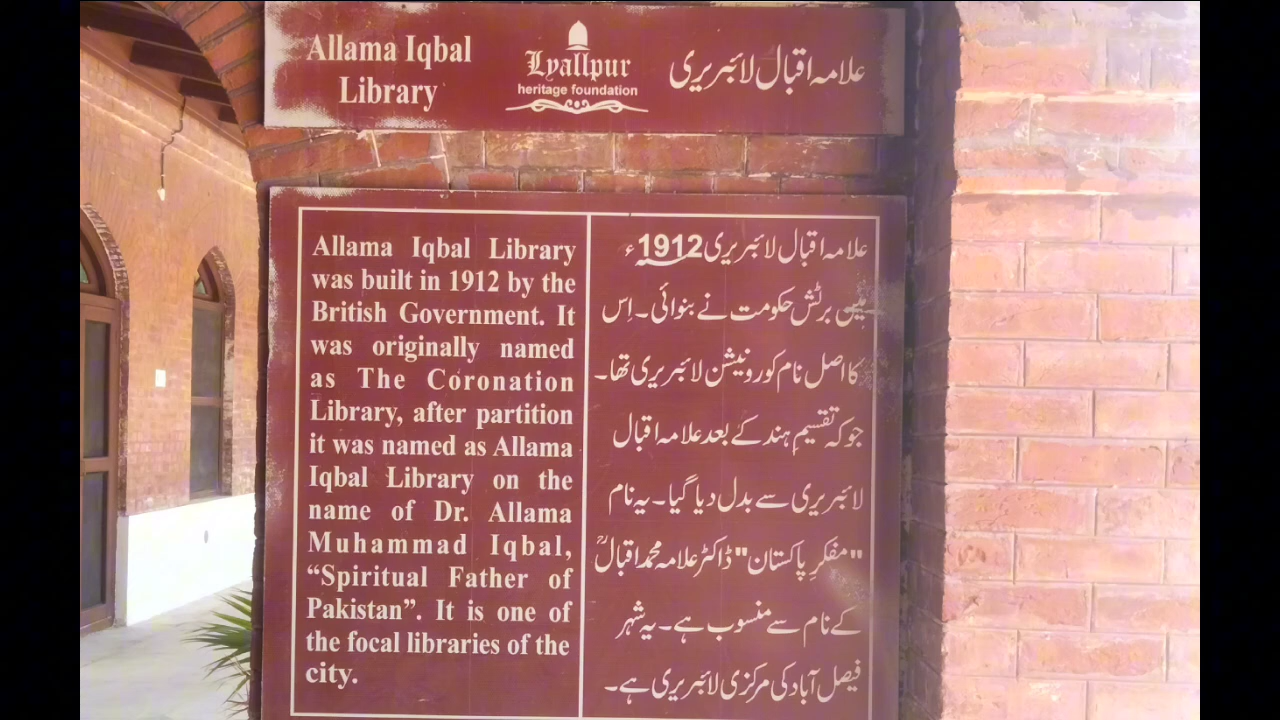 Allama Iqbal
Library
Lyallpur
heritage foundation
علامہ اقبال لائبریری
Allama Iqbal Library
was built in 1912 by the
British Government. It
was originally named
as The Coronation
Library, after partition
it was named as Allama
Iqbal Library on the
name of Dr. Allama
Muhammad Iqbal,
“Spiritual Father of
Pakistan”. It is one of
the focal libraries of the
city.
علامہ اقبال لائبریری 1912ء
میں برٹش حکومت نے بنوائی۔ اِس
کا اصل نام کورونیشن لائبریری تھا۔
جو کہ تقسیمِ ہند کے بعد علامہ اقبال
لائبریری سے بدل دیا گیا۔ یہ نام
"مفکرِ پاکستان" ڈاکٹر علامہ محمد اقبالؒ
کے نام سے منسوب ہے۔ یہ شہر
فیصل آباد کی مرکزی لائبریری ہے۔